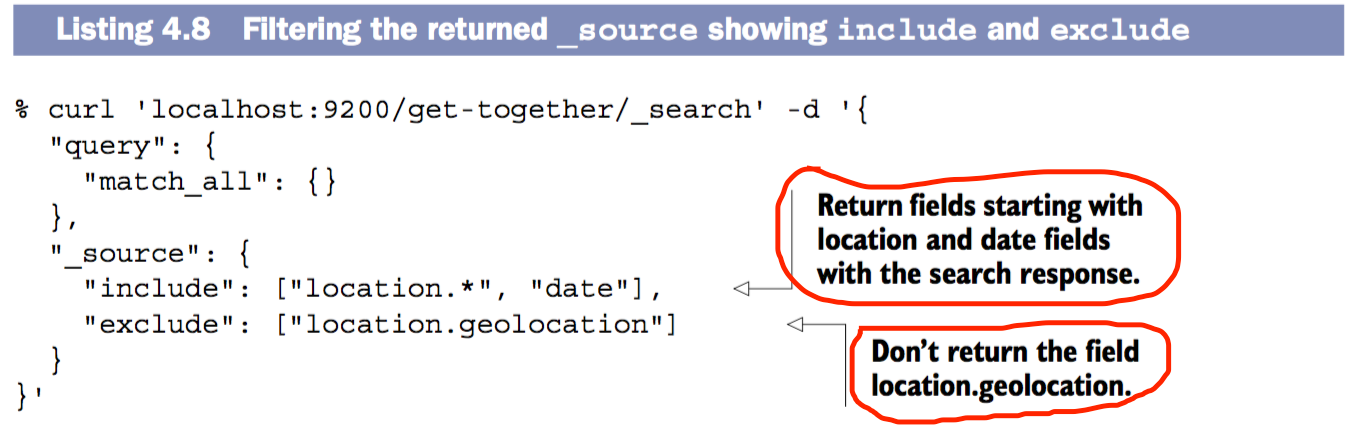 Listing 4.8 Filtering the returned _source showing include and exclude
% curl 'localhost:9200/get-together/_search' -d '{
"query": {
"match_all": {}
},
"_source": {
"include": ["location.*", "date"],
"exclude": ["location.geolocation"]
}
}'
Return fields starting with
location and date fields
with the search response.
Don't return the field
location.geolocation.